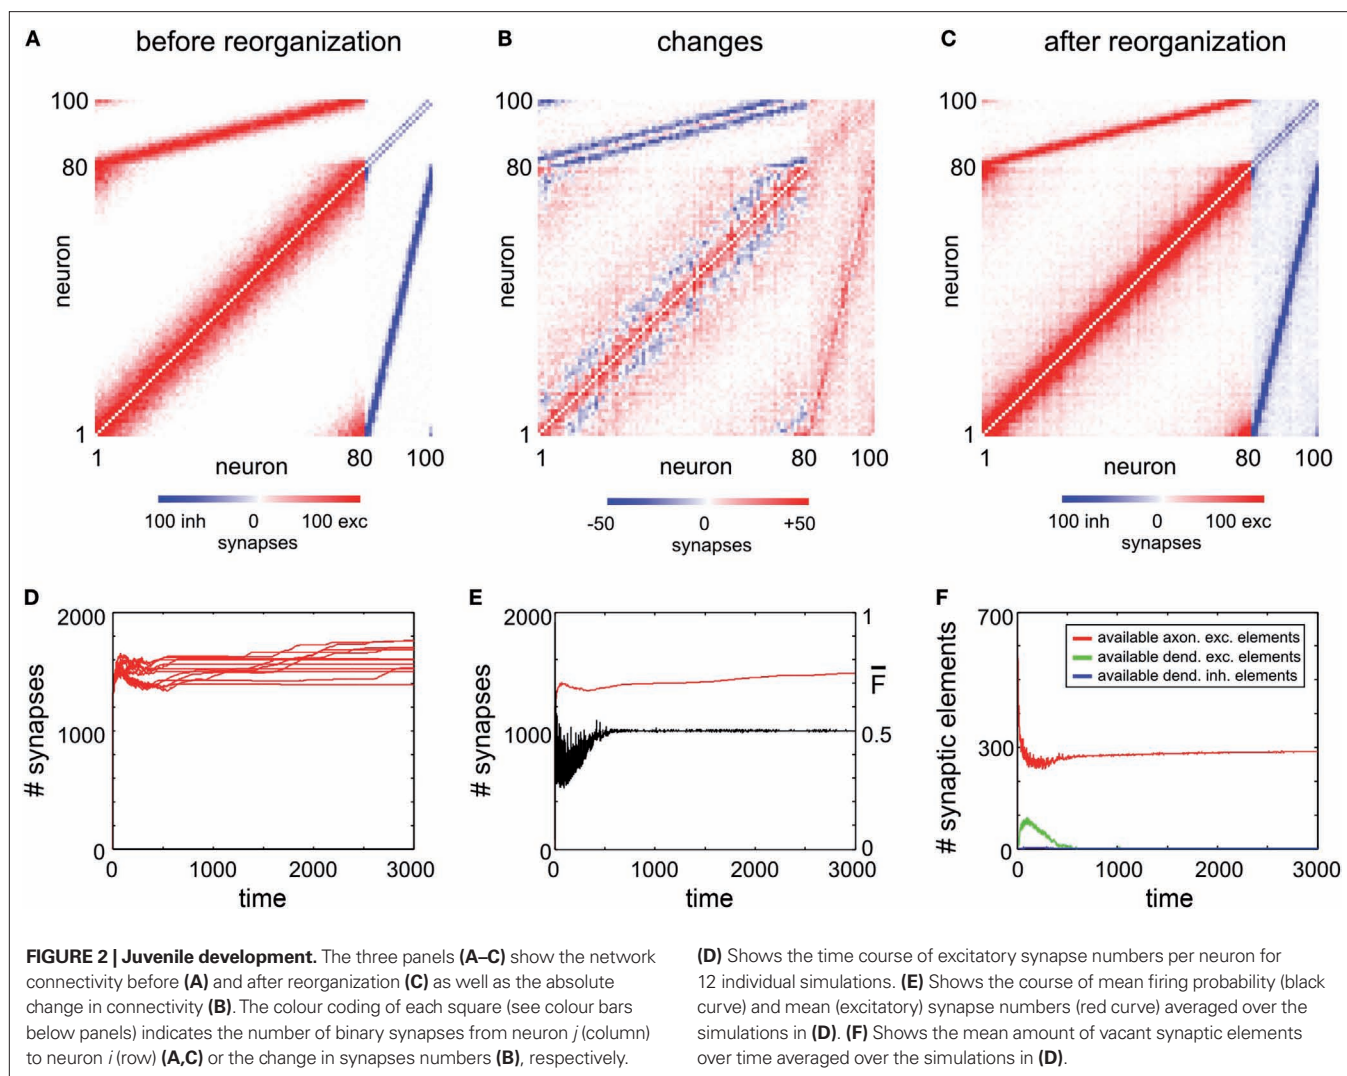 A before reorganization
100
80
1
neuron
1 80 100
neuron
100 inh 0 100 exc
synapses
B changes
100
80
1
neuron
1 80 100
neuron
-50 0 +50
synapses
C after reorganization
100
80
1
neuron
1 80 100
neuron
100 inh 0 100 exc
synapses
D
2000
1000
0
# synapses
0 1000 2000 3000
time
E
2000
1000
0
# synapses
1
F̅
0.5
0
0 1000 2000 3000
time
F
700
300
0
# synaptic elements
available axon. exc. elements
available dend. exc. elements
available dend. inh. elements
0 1000 2000 3000
time
FIGURE 2 | Juvenile development. The three panels (A–C) show the network
connectivity before (A) and after reorganization (C) as well as the absolute
change in connectivity (B). The colour coding of each square (see colour bars
below panels) indicates the number of binary synapses from neuron j (column)
to neuron i (row) (A,C) or the change in synapses numbers (B), respectively.
(D) Shows the time course of excitatory synapse numbers per neuron for
12 individual simulations. (E) Shows the course of mean firing probability (black
curve) and mean (excitatory) synapse numbers (red curve) averaged over the
simulations in (D). (F) Shows the mean amount of vacant synaptic elements
over time averaged over the simulations in (D).